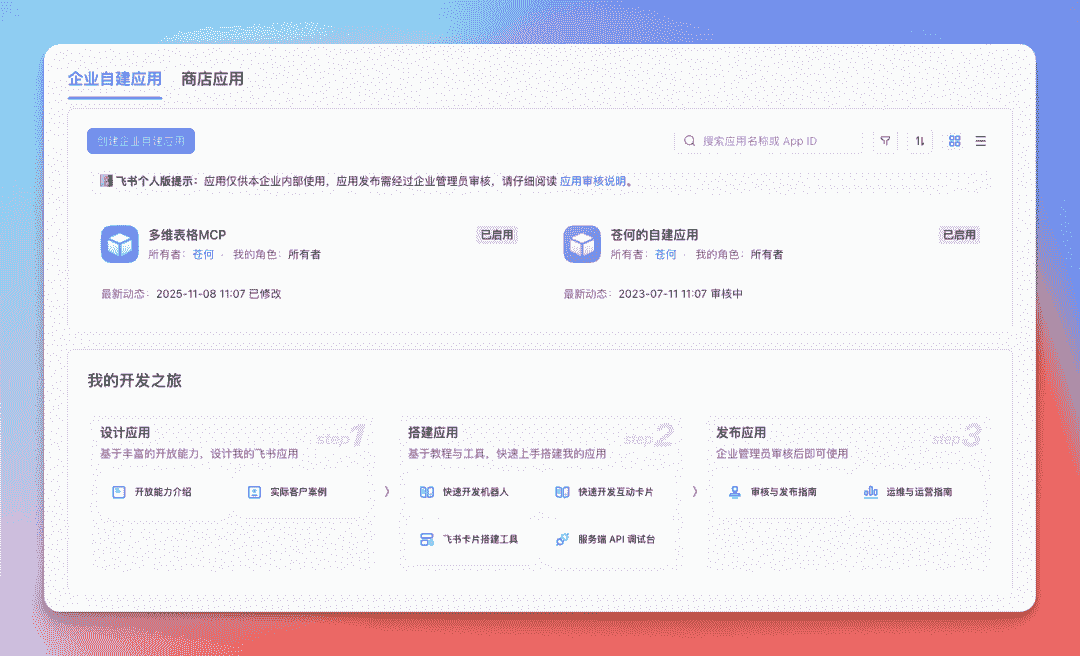 企业自建应用 商店应用
创建企业自建应用 搜索应用名称或 App ID
飞书个人版提示：应用仅供本企业内部使用，应用发布需经过企业管理员审核，请仔细阅读 应用审核说明。
多维表格MCP 已启用
所有者：苍何 · 我的角色：所有者
最新动态：2025-11-08 11:07 已修改
苍何的自建应用 已启用
所有者：苍何 · 我的角色：所有者
最新动态：2023-07-11 11:07 审核中
我的开发之旅
设计应用 step1
基于丰富的开放能力，设计我的飞书应用
开放能力介绍 实际客户案例
搭建应用 step2
基于教程与工具，快速上手搭建我的应用
快速开发机器人 快速开发互动卡片
飞书卡片搭建工具 服务端 API 调试台
发布应用 step3
企业管理员审核后即可使用
审核与发布指南 运维与运营指南